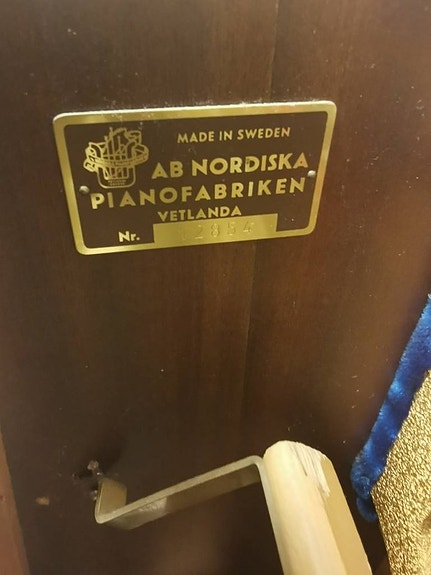 MADE IN SWEDEN
AB NORDISKA
PIANOFABRIKEN
VETLANDA
Nr.